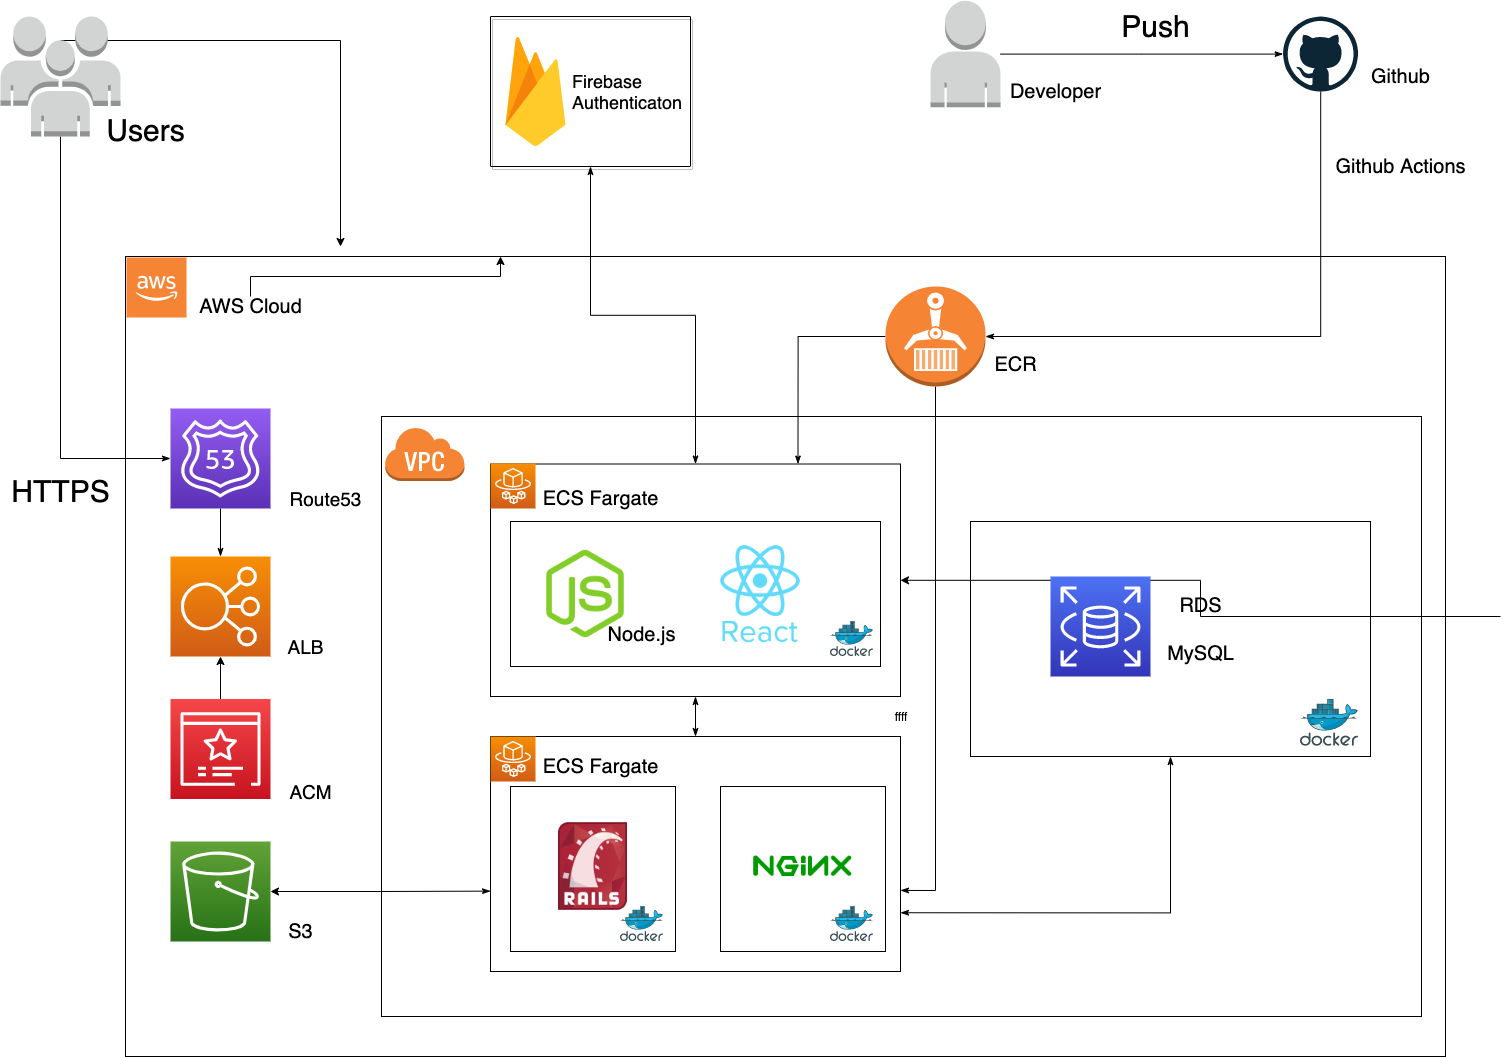 Push
Github
Developer
Firebase
Authenticaton
Users
Github Actions
aws
AWS Cloud
ECR
VPC
53
HTTPS
Route53
ECS Fargate
JS
Node.js
React
docker
RDS
MySQL
docker
ALB
ffff
ECS Fargate
ACM
RAILS
docker
NGINX
docker
S3